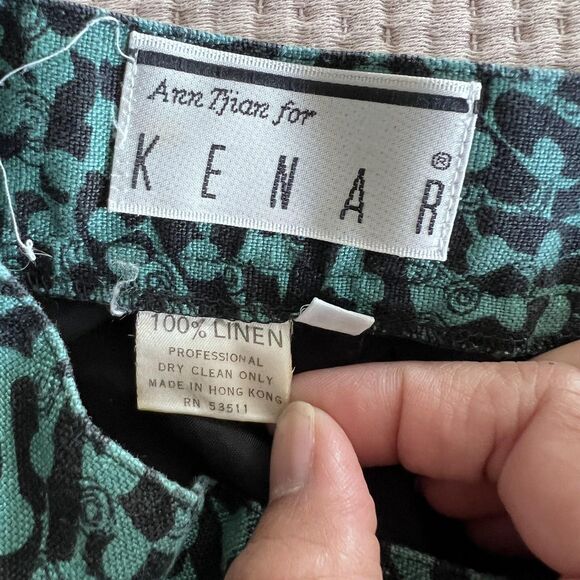 Ann Tjian for
KENAR®
100% LINEN
PROFESSIONAL
DRY CLEAN ONLY
MADE IN HONG KONG
RN 53511